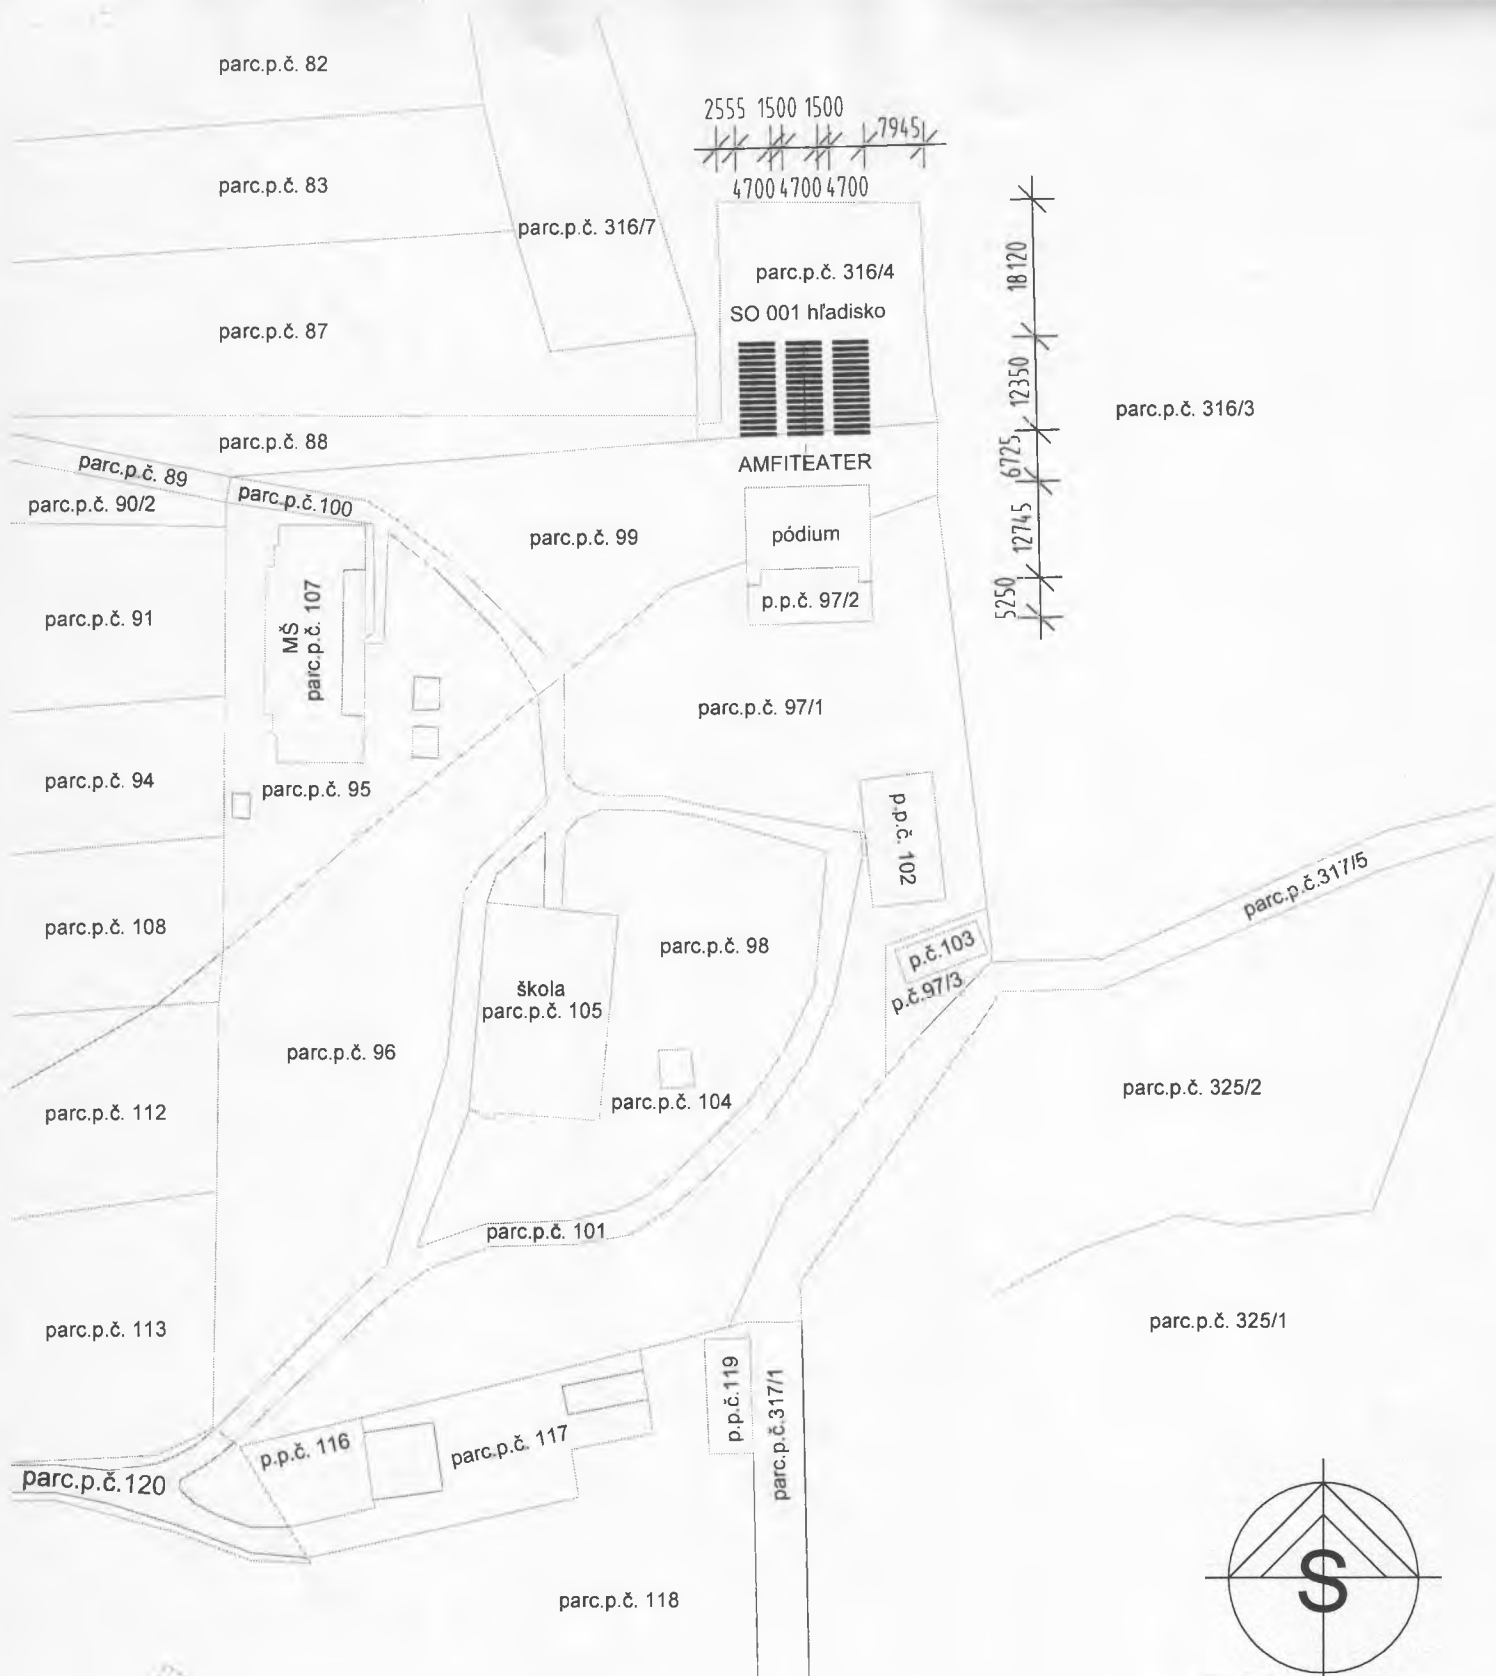 parc.p.č. 82
2555 1500 1500
7945
parc.p.č. 83
4700 4700 4700
parc.p.č. 316/7
18120
parc.p.č. 316/4
SO 001 hľadisko
parc.p.č. 87
12350
parc.p.č. 316/3
parc.p.č. 88
6725
parc.p.č. 89
AMFITEATER
parc.p.č. 90/2
parc.p.č.100
12745
parc.p.č. 99
pódium
5250
p.p.č. 97/2
parc.p.č. 91
MŠ
parc.p.č. 107
parc.p.č. 97/1
parc.p.č. 94
parc.p.č. 95
p.p.č. 102
parc.p.č.317/5
parc.p.č. 108
parc.p.č. 98
p.č.103
p.č.97/3
škola
parc.p.č. 105
parc.p.č. 96
parc.p.č. 325/2
parc.p.č. 104
parc.p.č. 112
parc.p.č. 101
parc.p.č. 113
parc.p.č. 325/1
p.p.č.119
parc.p.č.317/1
p.p.č. 116
parc.p.č. 117
parc.p.č.120
S
parc.p.č. 118